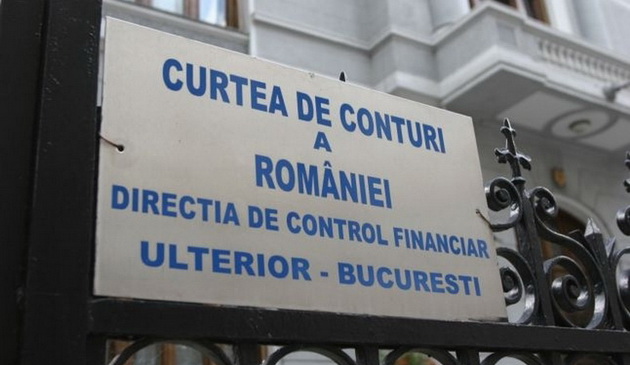 CURTEA DE CONTURI
A
ROMÂNIEI
DIRECTIA DE CONTROL FINANCIAR
ULTERIOR - BUCURESTI